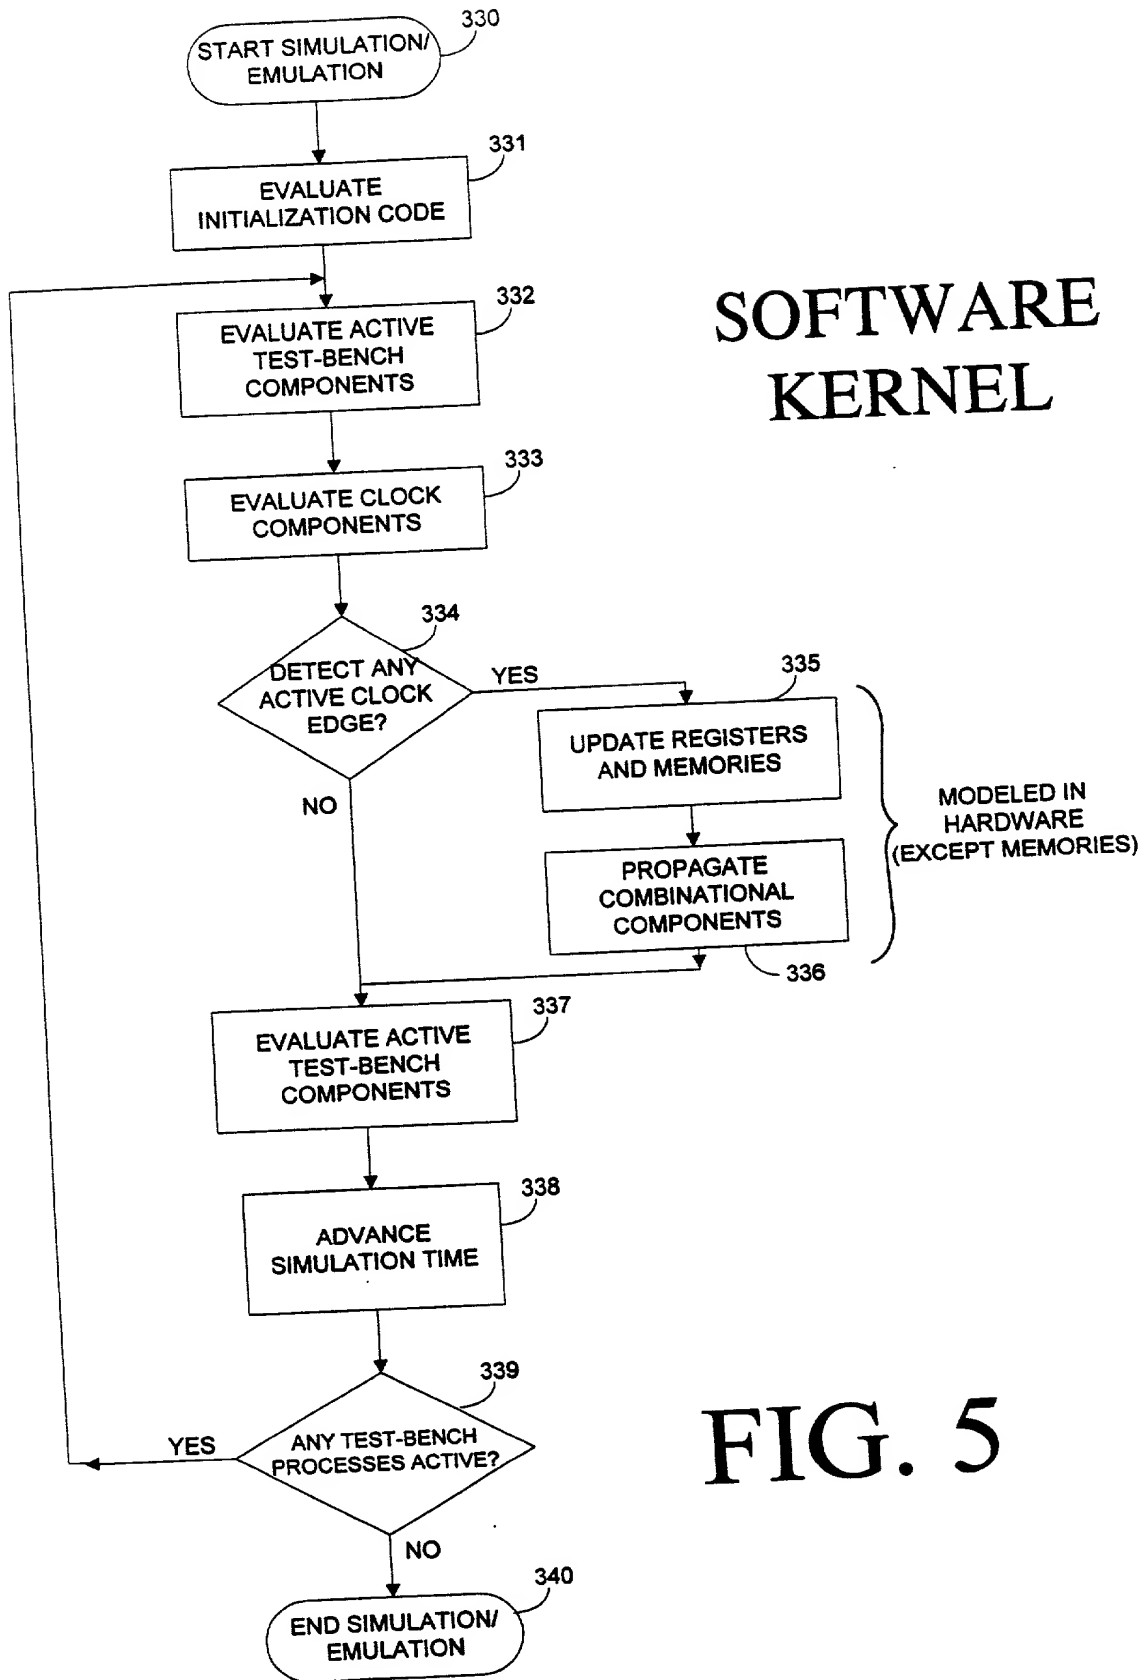 330
START SIMULATION/
EMULATION
331
EVALUATE
INITIALIZATION CODE
332
EVALUATE ACTIVE
TEST-BENCH
COMPONENTS
SOFTWARE
KERNEL
333
EVALUATE CLOCK
COMPONENTS
334
DETECT ANY
ACTIVE CLOCK
EDGE?
YES
NO
335
UPDATE REGISTERS
AND MEMORIES
PROPAGATE
COMBINATIONAL
COMPONENTS
336
MODELED IN
HARDWARE
(EXCEPT MEMORIES)
337
EVALUATE ACTIVE
TEST-BENCH
COMPONENTS
338
ADVANCE
SIMULATION TIME
339
ANY TEST-BENCH
PROCESSES ACTIVE?
YES
NO
340
END SIMULATION/
EMULATION
FIG. 5